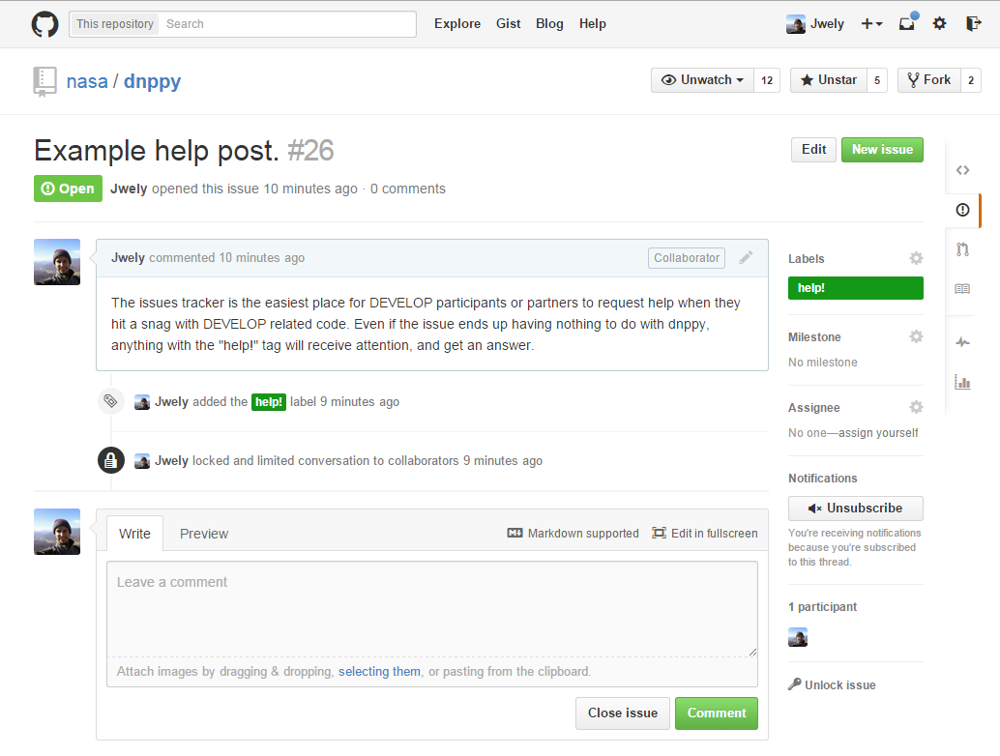 This repository Search Explore Gist Blog Help Jwely
nasa / dnppy Unwatch 12 Unstar 5 Fork 2
Example help post. #26 Edit New issue
Open Jwely opened this issue 10 minutes ago · 0 comments
Jwely commented 10 minutes ago Collaborator
The issues tracker is the easiest place for DEVELOP participants or partners to request help when they
hit a snag with DEVELOP related code. Even if the issue ends up having nothing to do with dnppy,
anything with the "help!" tag will receive attention, and get an answer.
Jwely added the help! label 9 minutes ago
Jwely locked and limited conversation to collaborators 9 minutes ago
Write Preview Markdown supported Edit in fullscreen
Leave a comment
Attach images by dragging & dropping, selecting them, or pasting from the clipboard.
Close issue Comment
Labels
help!
Milestone
No milestone
Assignee
No one—assign yourself
Notifications
Unsubscribe
You're receiving notifications
because you're subscribed
to this thread.
1 participant
Unlock issue